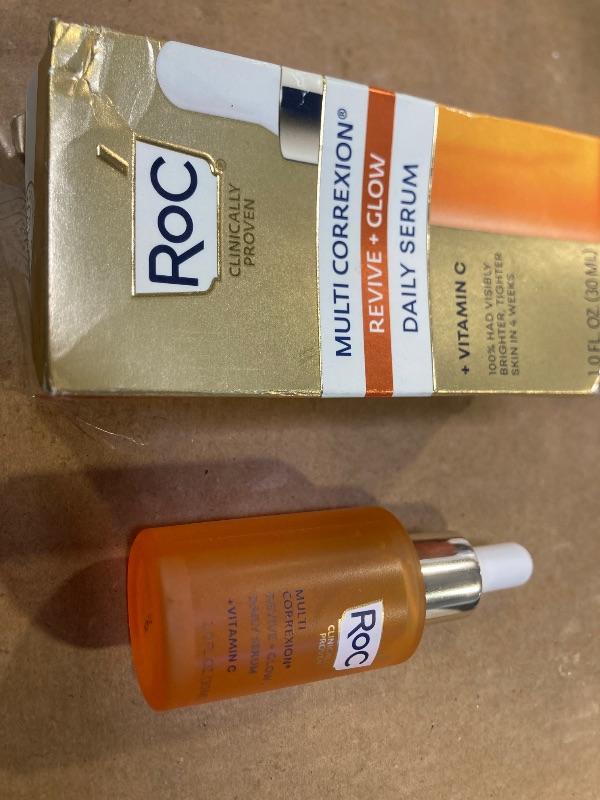 RoC®
CLINICALLY
PROVEN
MULTI CORREXION®
REVIVE + GLOW
DAILY SERUM
+ VITAMIN C
100% HAD VISIBLY
BRIGHTER, TIGHTER
SKIN IN 4 WEEKS
1.0 FL. OZ (30 ML)
RoC
MULTI
CORREXION®
REVIVE + GLOW
DAILY SERUM
+VITAMIN C